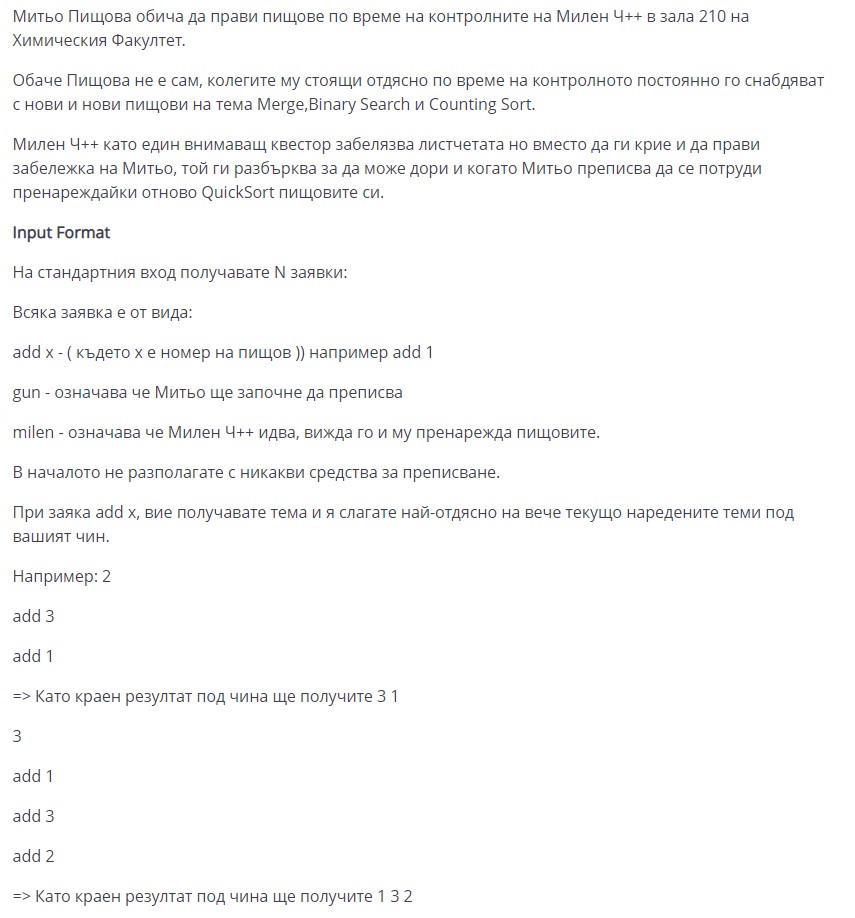 Митьо Пищова обича да прави пищове по време на контролните на Милен Ч++ в зала 210 на
Химическия Факултет.
Обаче Пищова не е сам, колегите му стоящи отдясно по време на контролното постоянно го снабдяват
с нови и нови пищови на тема Merge,Binary Search и Counting Sort.
Милен Ч++ като един внимаващ квестор забелязва листчетата но вместо да ги крие и да прави
забележка на Митьо, той ги разбърква за да може дори и когато Митьо преписва да се потруди
пренареждайки отново QuickSort пищовите си.
Input Format
На стандартния вход получавате N заявки:
Всяка заявка е от вида:
add x - ( където x е номер на пищов )) например add 1
gun - означава че Митьо ще започне да преписва
milen - означава че Милен Ч++ идва, вижда го и му пренарежда пищовите.
В началото не разполагате с никакви средства за преписване.
При заяка add x, вие получавате тема и я слагате най-отдясно на вече текущо наредените теми под
вашият чин.
Например: 2
add 3
add 1
=> Като краен резултат под чина ще получите 3 1
3
add 1
add 3
add 2
=> Като краен резултат под чина ще получите 1 3 2